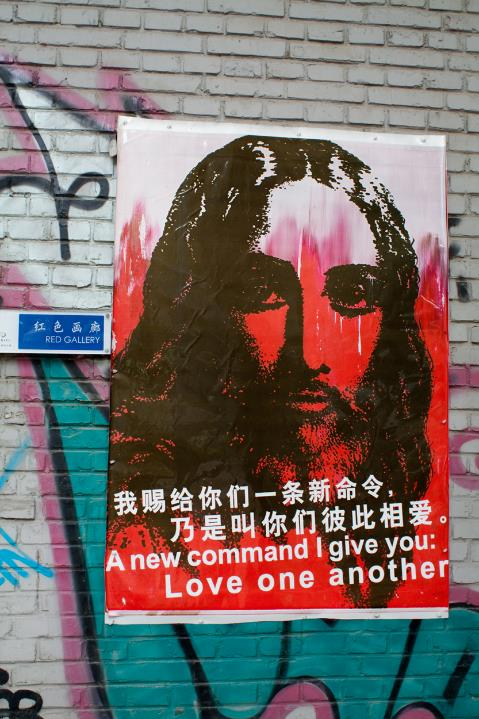 红色画廊
RED GALLERY
我赐给你们一条新命令，
乃是叫你们彼此相爱。
A new command I give you:
Love one another